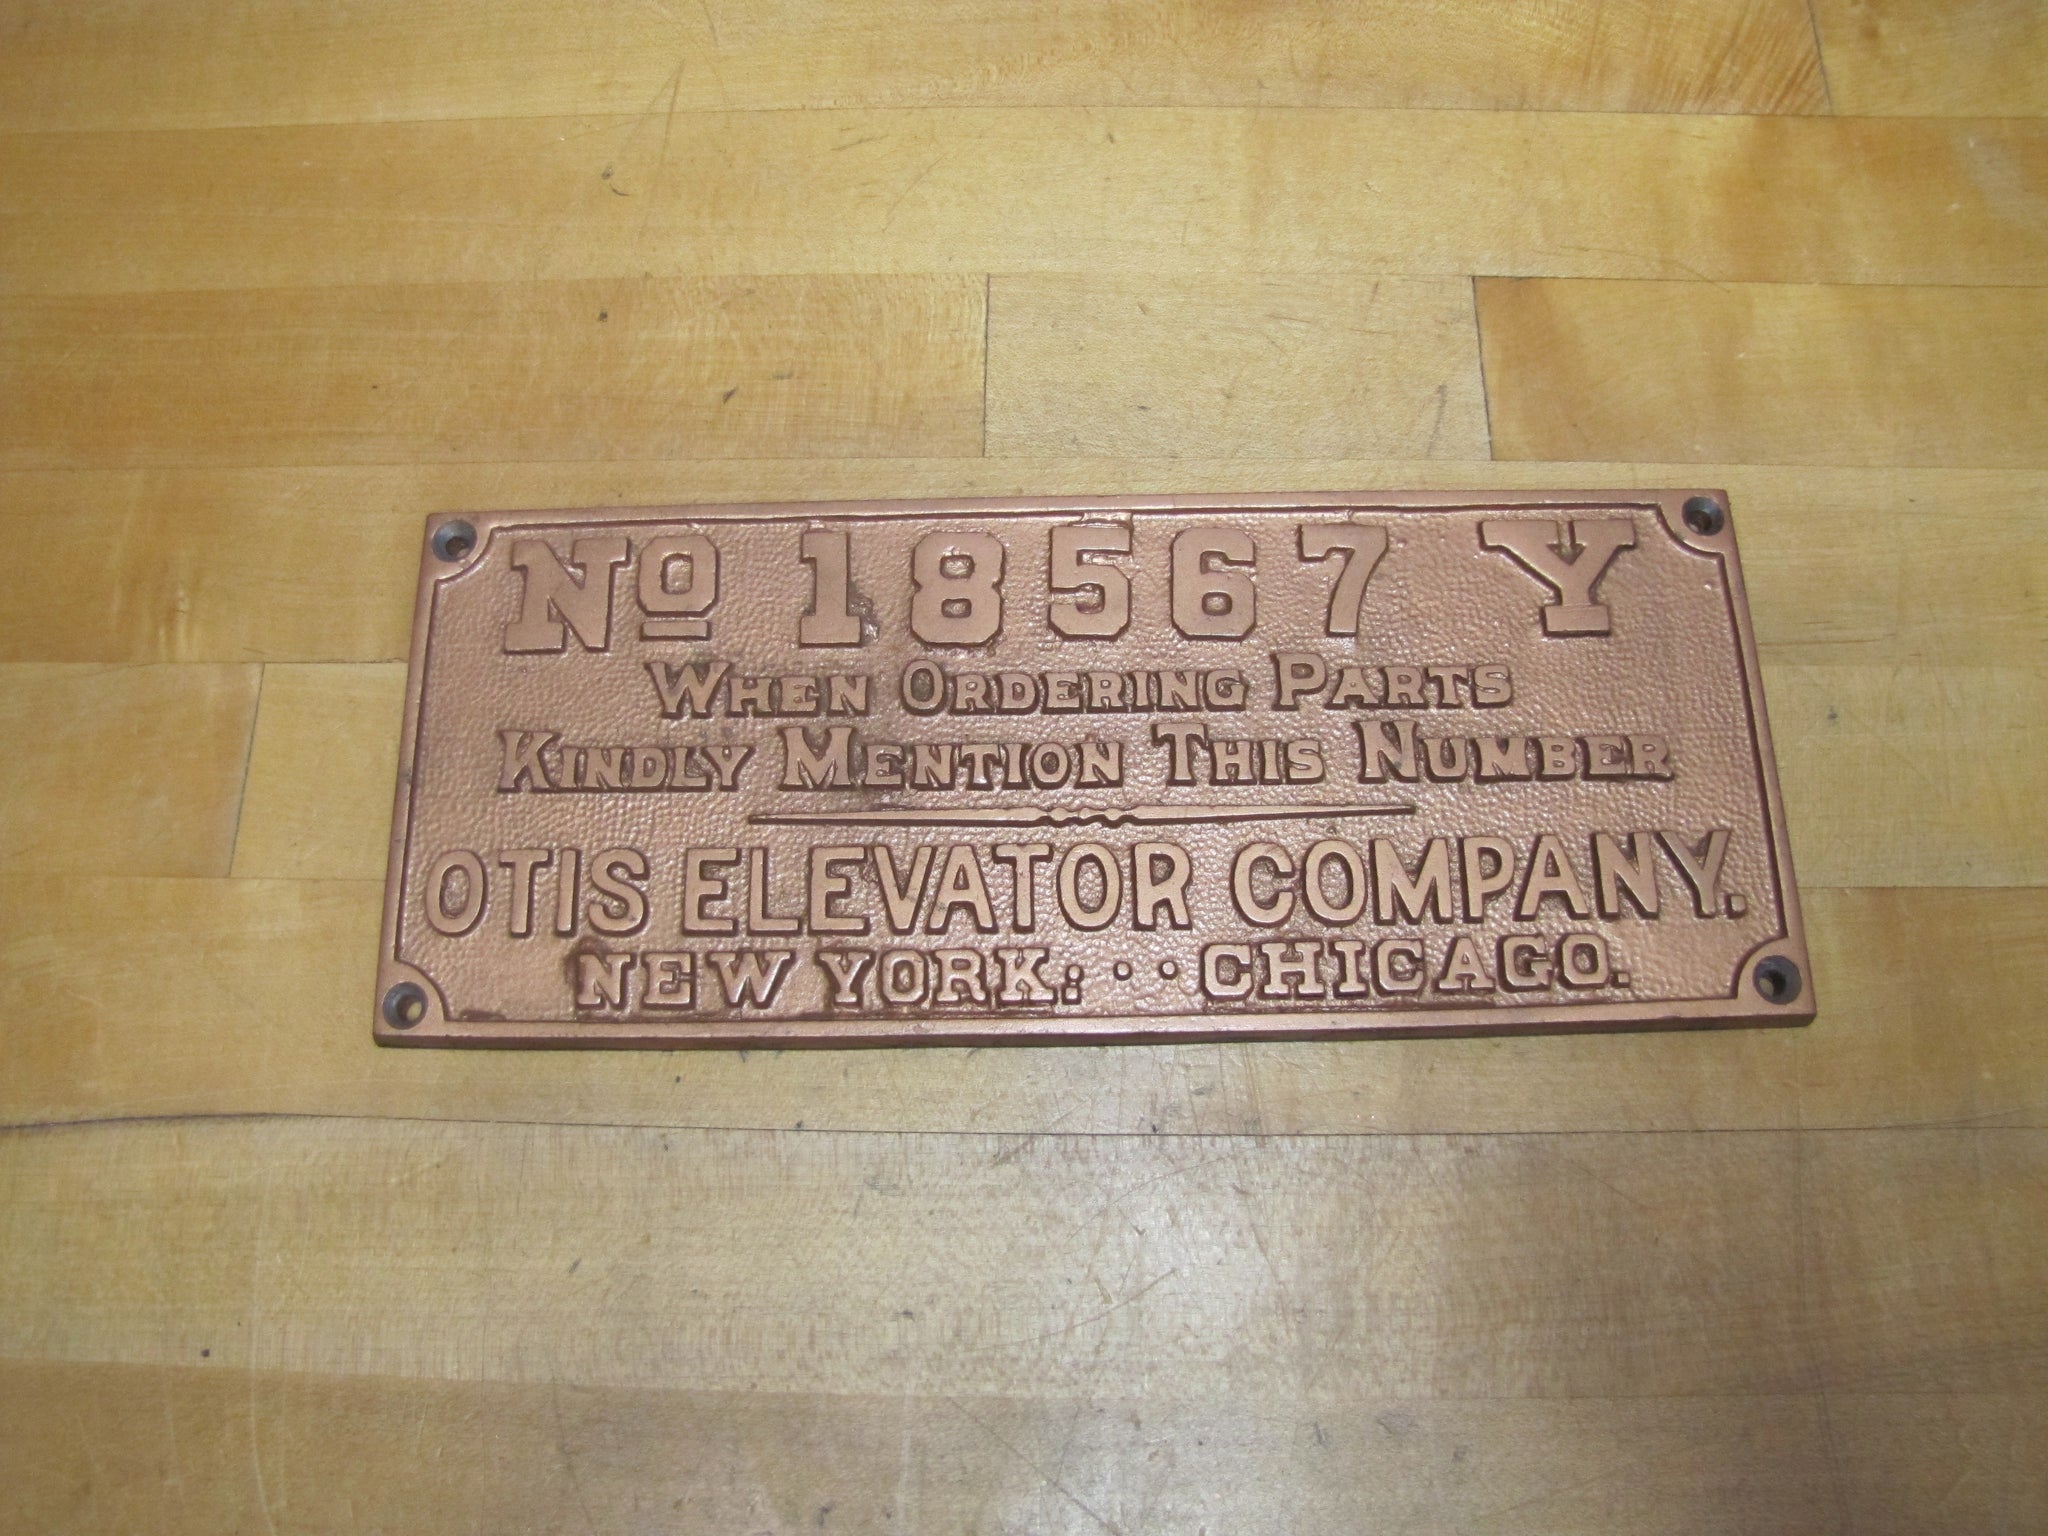 Nº 18567 Y
WHEN ORDERING PARTS
KINDLY MENTION THIS NUMBER
OTIS ELEVATOR COMPANY.
NEW YORK: ·· CHICAGO.